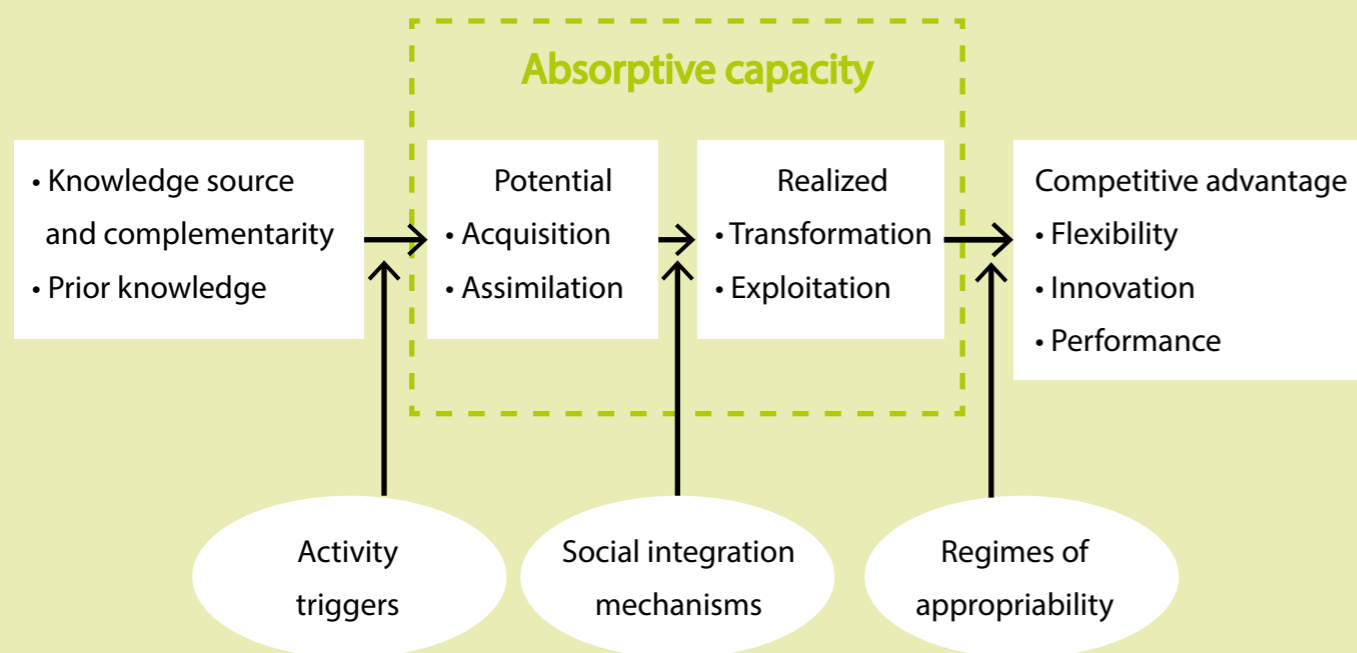 Absorptive capacity
• Knowledge source
and complementarity
• Prior knowledge
Potential
• Acquisition
• Assimilation
Realized
• Transformation
• Exploitation
Competitive advantage
• Flexibility
• Innovation
• Performance
Activity
triggers
Social integration
mechanisms
Regimes of
appropriability